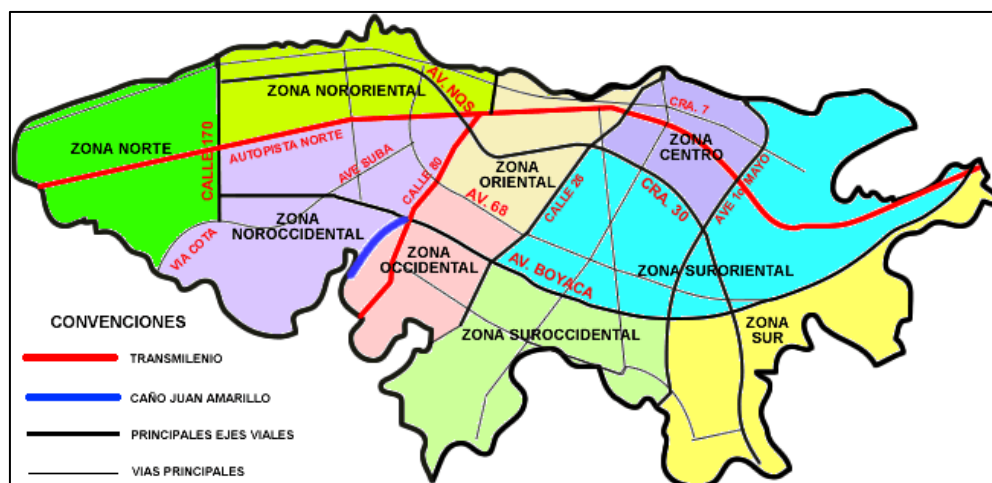 ZONA NORTE
CALLE 170
ZONA NORORIENTAL
AUTOPISTA NORTE
AV. NQS
AVE SUBA
CALLE 80
ZONA
NOROCCIDENTAL
VIA COTA
ZONA
ORIENTAL
AV. 68
ZONA
OCCIDENTAL
CALLE 26
CRA. 7
ZONA
CENTRO
CRA. 30
AVE 1o MAYO
AV. BOYACA
ZONA SURORIENTAL
ZONA SUROCCIDENTAL
ZONA
SUR
CONVENCIONES
TRANSMILENIO
CAÑO JUAN AMARILLO
PRINCIPALES EJES VIALES
VIAS PRINCIPALES